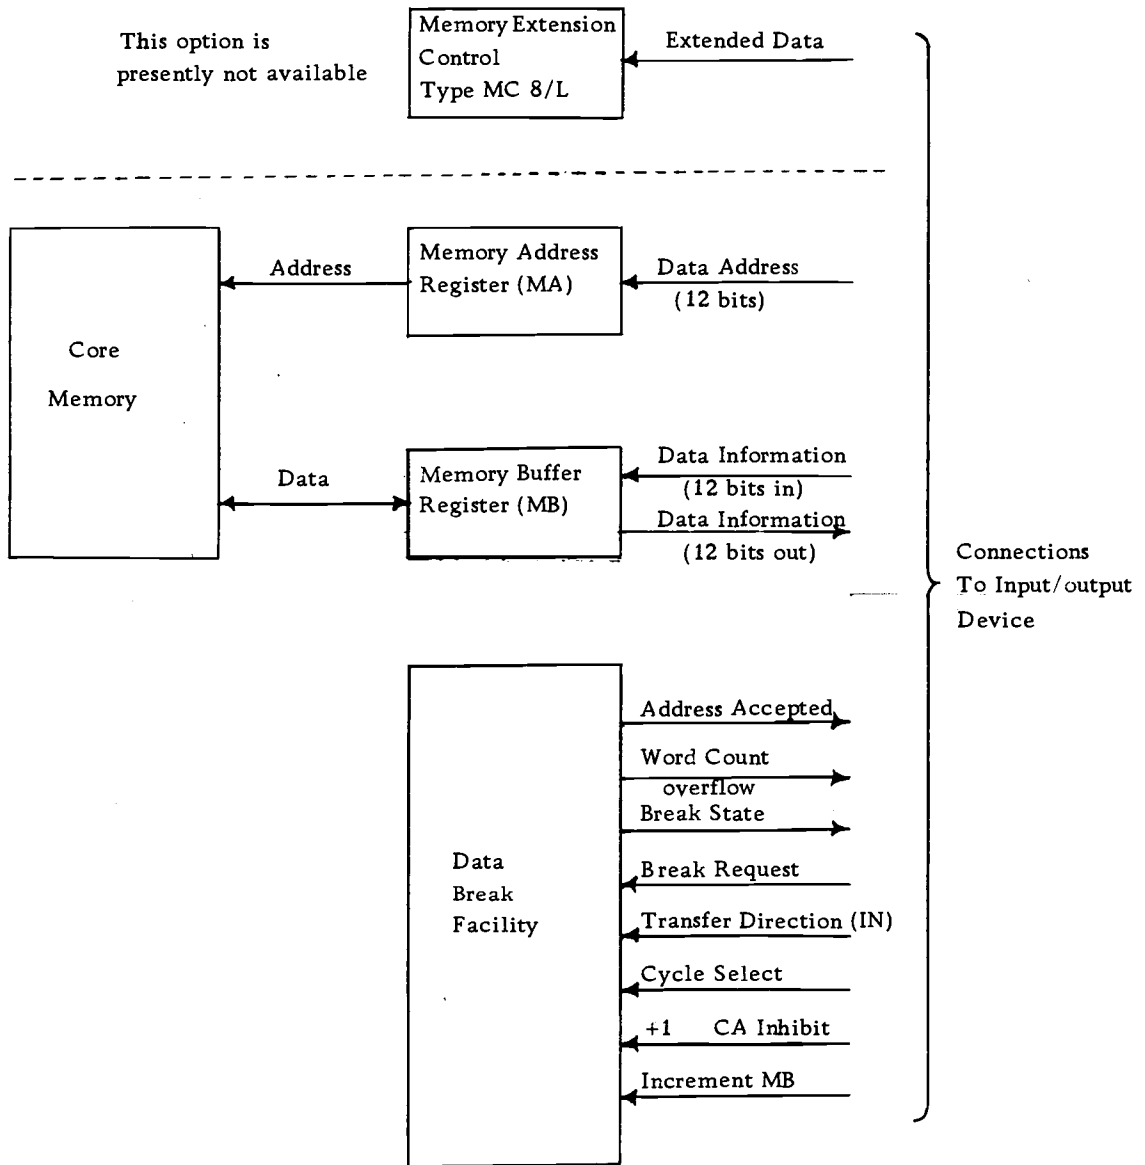 This option is
presently not available
Memory Extension
Control
Type MC 8/L
Extended Data
Address
Memory Address
Register (MA)
Data Address
(12 bits)
Core
Memory
Data
Memory Buffer
Register (MB)
Data Information
(12 bits in)
Data Information
(12 bits out)
Connections
To Input/output
Device
Data
Break
Facility
Address Accepted
Word Count
overflow
Break State
Break Request
Transfer Direction (IN)
Cycle Select
+1 CA Inhibit
Increment MB